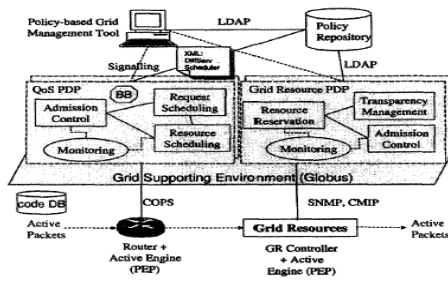 Policy-based Grid
Management Tool
LDAP
Policy
Repository
XML:
DiffServ
Scheduler
Signalling
LDAP
QoS PDP
BB
Grid Resource PDP
Admission
Control
Request
Scheduling
Resource
Reservation
Transparency
Management
Resource
Scheduling
Admission
Control
Monitoring
Monitoring
Grid Supporting Environment (Globus)
code DB
COPS
SNMP, CMIP
Active
Packets
Grid Resources
Active
Packets
Router +
Active Engine
(PEP)
GR Controller
+ Active
Engine (PEP)